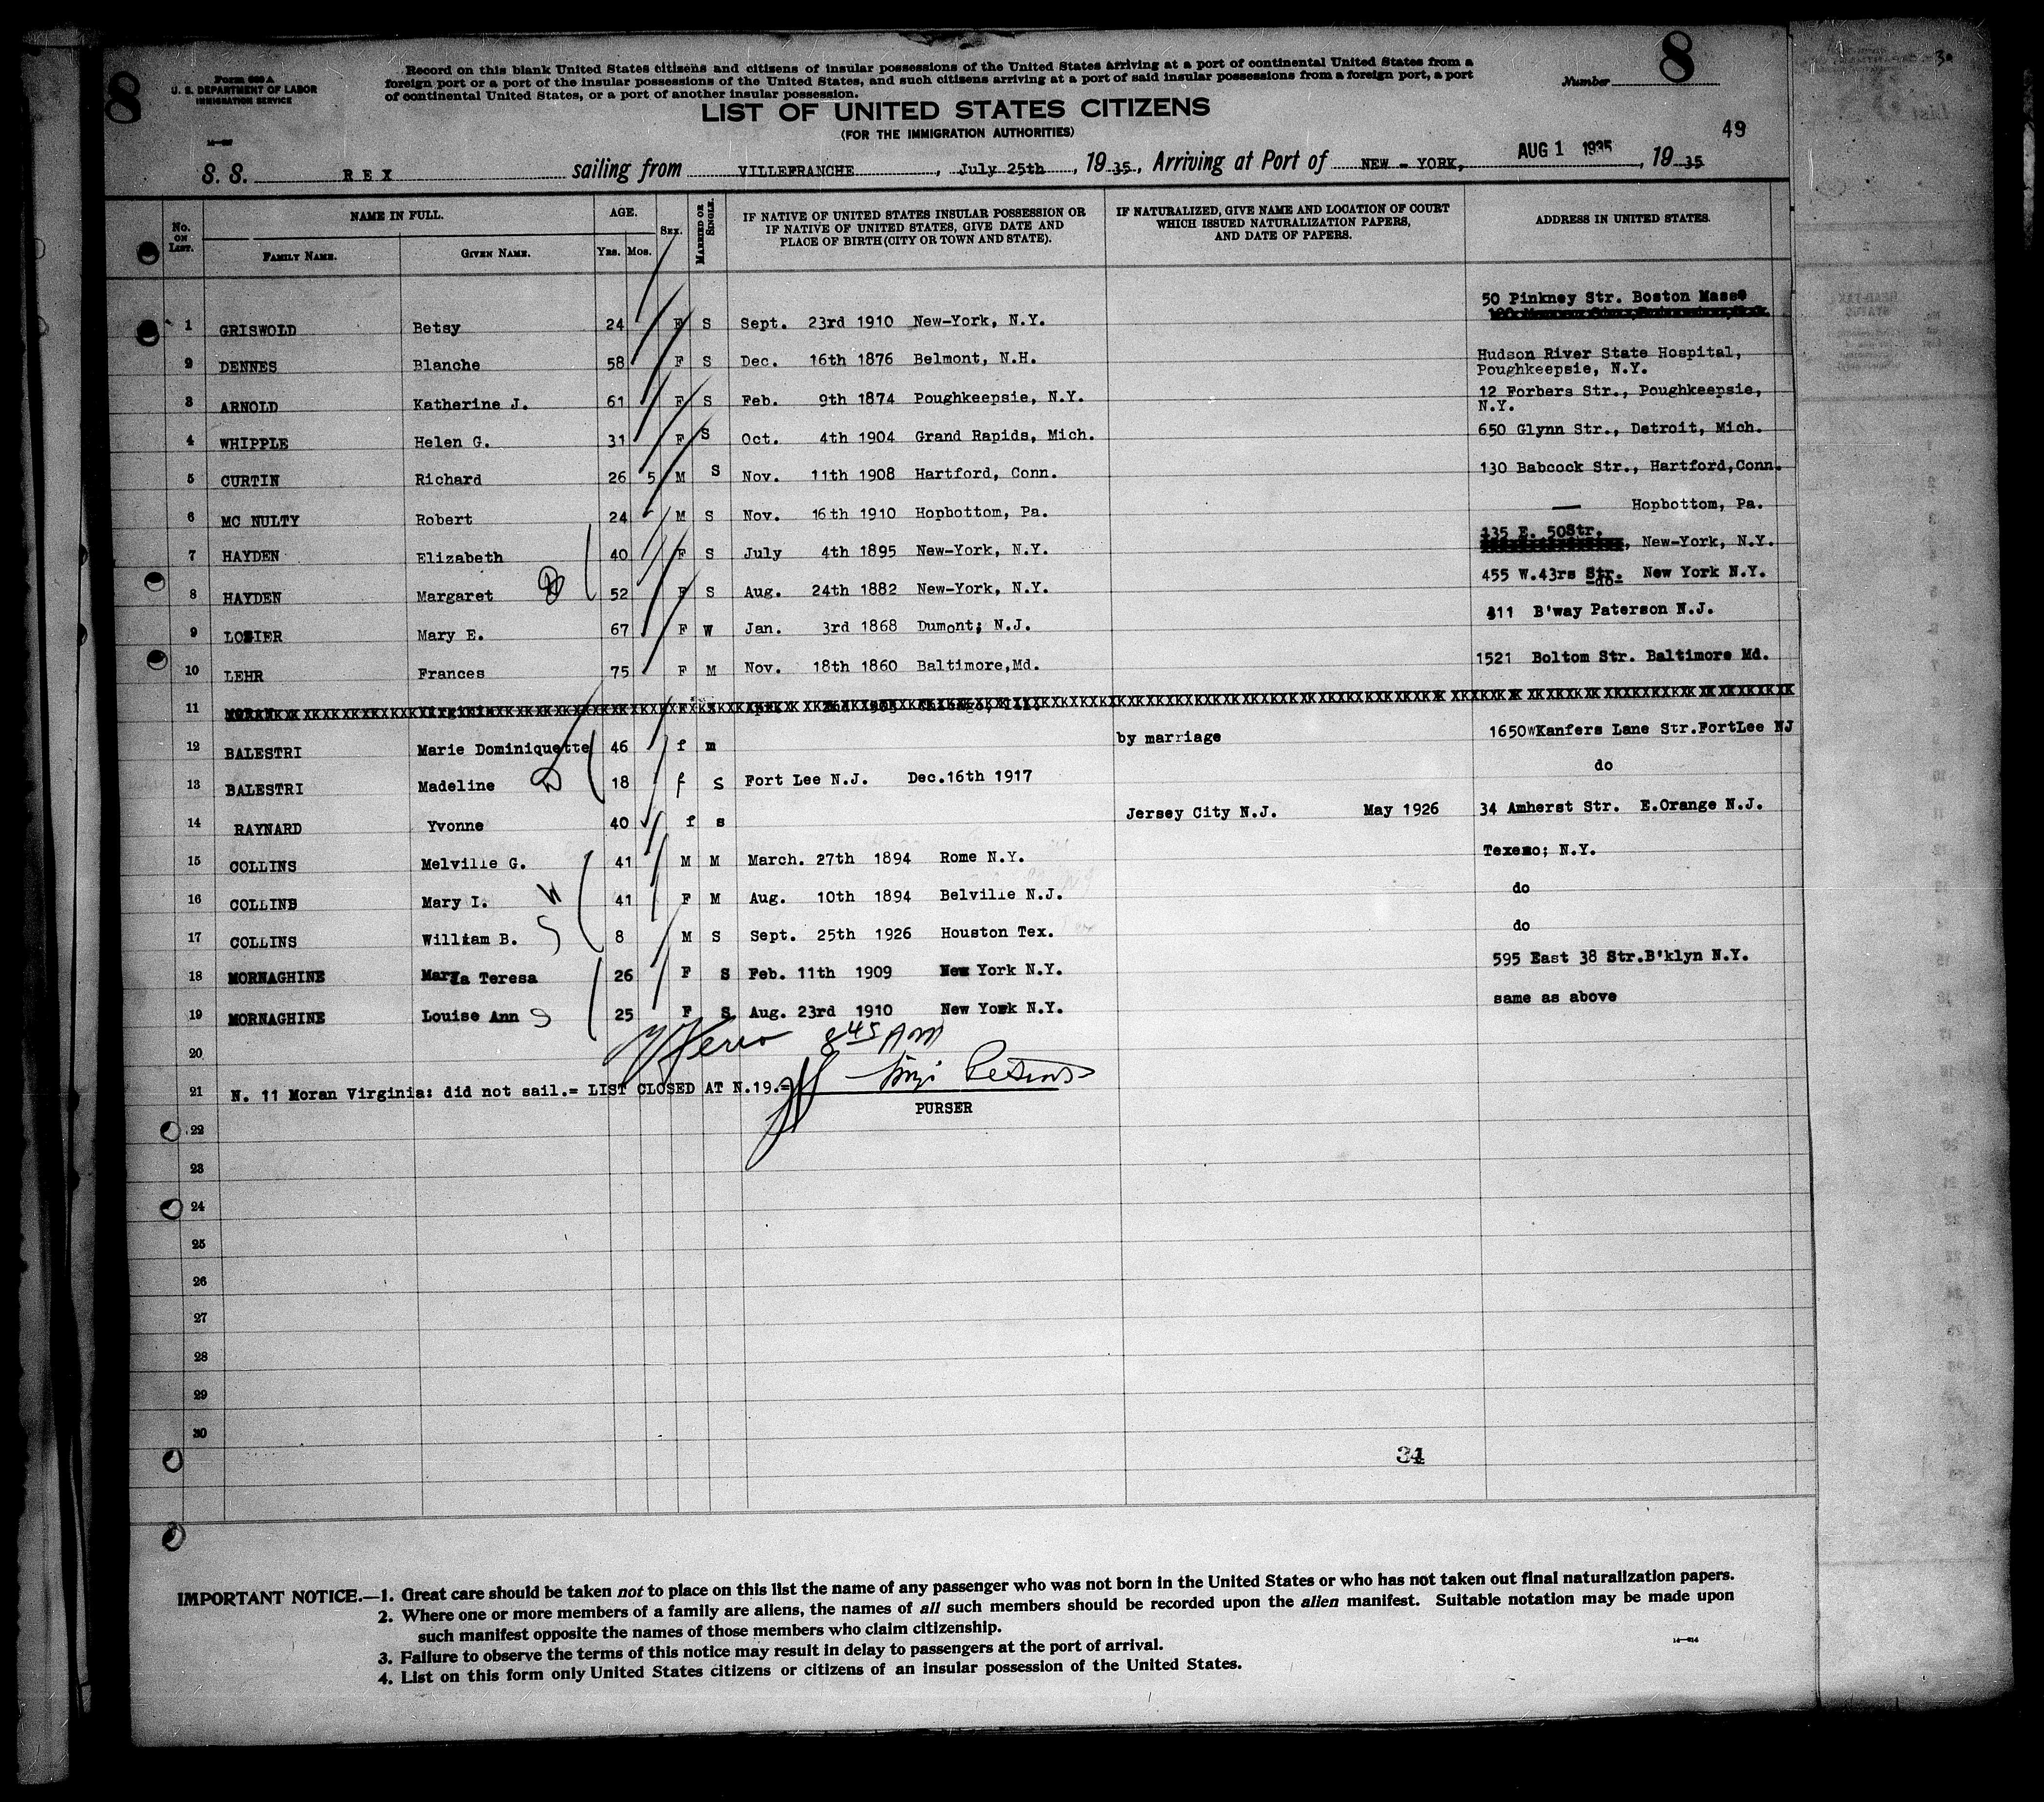 8
Form 630 A
U. S. DEPARTMENT OF LABOR
IMMIGRATION SERVICE
Record on this blank United States citizens and citizens of insular possessions of the United States arriving at a port of continental United States from a
foreign port or a port of the insular possessions of the United States, and such citizens arriving at a port of said insular possessions from a foreign port, a port
of continental United States, or a port of another insular possession.
Number 8
LIST OF UNITED STATES CITIZENS
(FOR THE IMMIGRATION AUTHORITIES)
49
S. S. REX sailing from VILLEFRANCHE, July 25th, 1935, Arriving at Port of NEW-YORK, AUG 1 1935, 1935
No. ON LIST. NAME IN FULL. AGE. SEX. MARRIED OR SINGLE. IF NATIVE OF UNITED STATES INSULAR POSSESSION OR IF NATIVE OF UNITED STATES, GIVE DATE AND PLACE OF BIRTH (CITY OR TOWN AND STATE). IF NATURALIZED, GIVE NAME AND LOCATION OF COURT WHICH ISSUED NATURALIZATION PAPERS, AND DATE OF PAPERS. ADDRESS IN UNITED STATES.
FAMILY NAME. GIVEN NAME. Yrs. Mos.
50 Pinkney Str. Boston Mass
1 GRISWOLD Betsy 24 F S Sept. 23rd 1910 New-York, N.Y.
2 DENNES Blanche 58 F S Dec. 16th 1876 Belmont, N.H. Hudson River State Hospital,
Poughkeepsie, N.Y.
3 ARNOLD Katherine J. 61 F S Feb. 9th 1874 Poughkeepsie, N.Y. 12 Forbers Str., Poughkeepsie,
N.Y.
4 WHIPPLE Helen G. 31 F S Oct. 4th 1904 Grand Rapids, Mich. 650 Glynn Str., Detroit, Mich.
5 CURTIN Richard 26 5 M S Nov. 11th 1908 Hartford, Conn. 130 Babcock Str., Hartford,Conn.
6 MC NULTY Robert 24 M S Nov. 16th 1910 Hopbottom, Pa. — Hopbottom, Pa.
135 E. 50Str.
7 HAYDEN Elizabeth 40 F S July 4th 1895 New-York, N.Y. , New-York, N.Y.
8 HAYDEN Margaret 52 F S Aug. 24th 1882 New-York, N.Y. 455 W.43rs Str. New York N.Y.
-do-
9 LOZIER Mary E. 67 F W Jan. 3rd 1868 Dumont; N.J. 811 B'way Paterson N.J.
10 LEHR Frances 75 F M Nov. 18th 1860 Baltimore,Md. 1521 Boltom Str. Baltimore Md.
11 MORAN Virginia
12 BALESTRI Marie Dominiquette 46 f m by marriage 1650wKanfers Lane Str.FortLee NJ
13 BALESTRI Madeline 18 f S Fort Lee N.J. Dec.16th 1917 do
14 RAYNARD Yvonne 40 f s Jersey City N.J. May 1926 34 Amherst Str. E.Orange N.J.
15 COLLINS Melville G. 41 M M March. 27th 1894 Rome N.Y. Texemo; N.Y.
16 COLLINS Mary I. W 41 F M Aug. 10th 1894 Belville N.J. do
17 COLLINS William B. S 8 M S Sept. 25th 1926 Houston Tex. do
18 MORNAGHINE Maria Teresa 26 F S Feb. 11th 1909 New York N.Y. 595 East 38 Str.B'klyn N.Y.
19 MORNAGHINE Louise Ann S 25 F S Aug. 23rd 1910 New York N.Y. same as above
20 8 45 AM
21 N. 11 Moran Virginia: did not sail.= LIST CLOSED AT N.19.=
PURSER
22
23
24
25
26
27
28
29
30
34
IMPORTANT NOTICE.—1. Great care should be taken not to place on this list the name of any passenger who was not born in the United States or who has not taken out final naturalization papers.
2. Where one or more members of a family are aliens, the names of all such members should be recorded upon the alien manifest. Suitable notation may be made upon
such manifest opposite the names of those members who claim citizenship.
3. Failure to observe the terms of this notice may result in delay to passengers at the port of arrival.
4. List on this form only United States citizens or citizens of an insular possession of the United States.